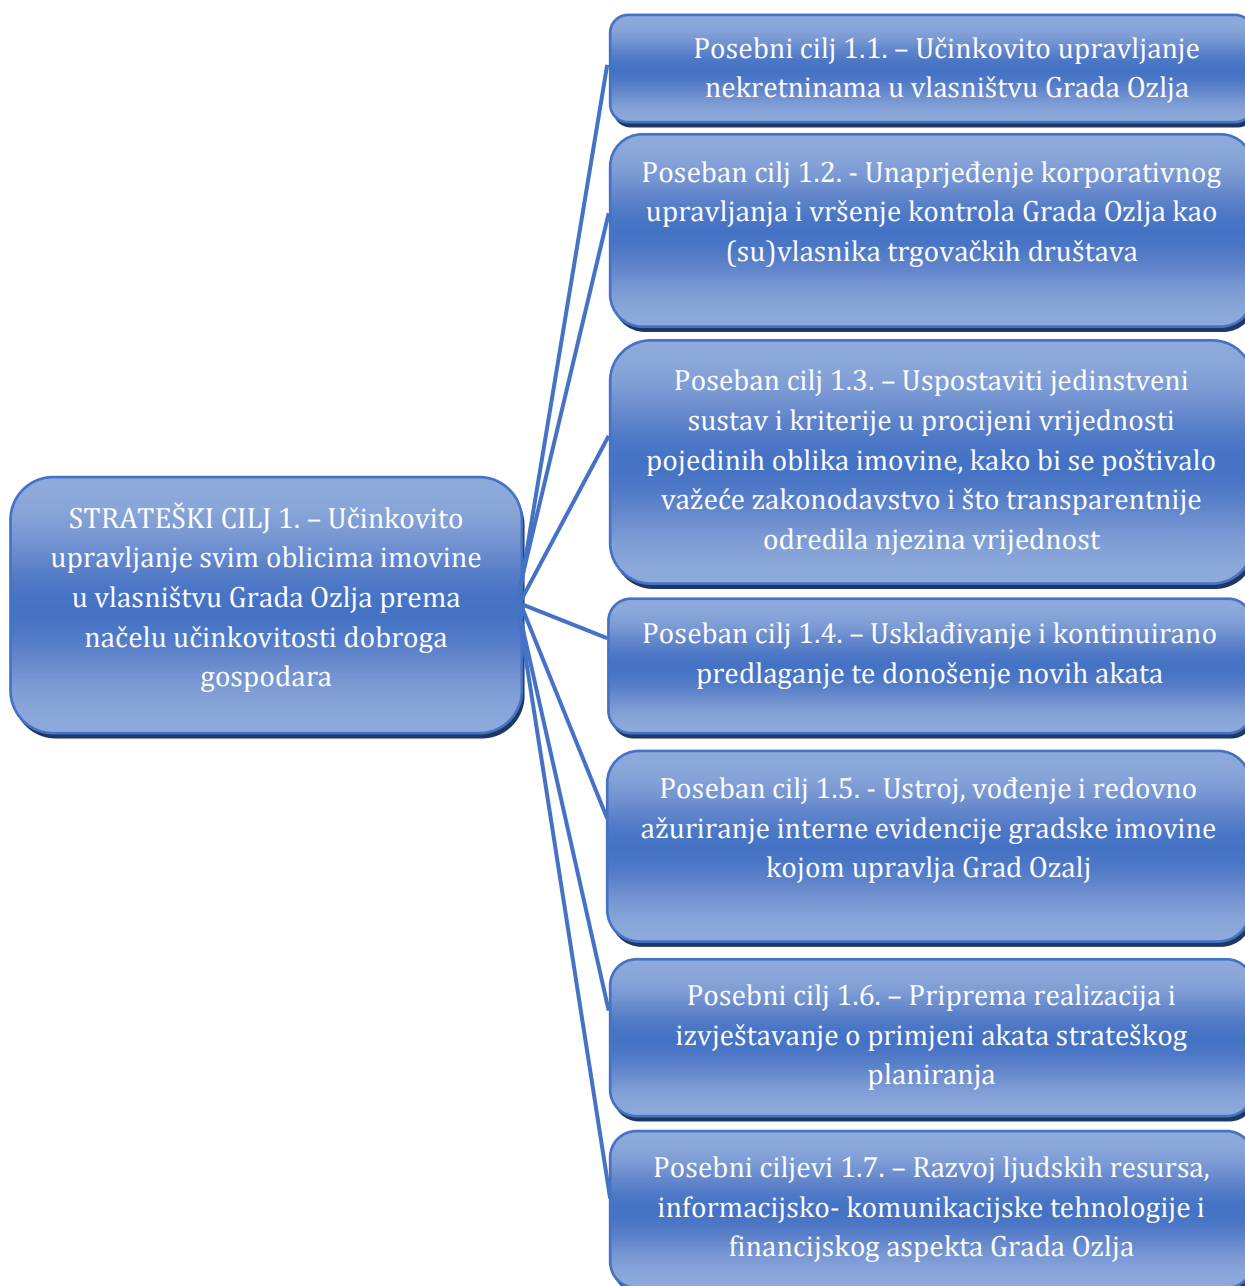 STRATEŠKI CILJ 1. – Učinkovito
upravljanje svim oblicima imovine
u vlasništvu Grada Ozlja prema
načelu učinkovitosti dobroga
gospodara
Posebni cilj 1.1. – Učinkovito upravljanje
nekretninama u vlasništvu Grada Ozlja
Poseban cilj 1.2. - Unaprjeđenje korporativnog
upravljanja i vršenje kontrola Grada Ozlja kao
(su)vlasnika trgovačkih društava
Poseban cilj 1.3. – Uspostaviti jedinstveni
sustav i kriterije u procijeni vrijednosti
pojedinih oblika imovine, kako bi se poštivalo
važeće zakonodavstvo i što transparentnije
odredila njezina vrijednost
Poseban cilj 1.4. – Usklađivanje i kontinuirano
predlaganje te donošenje novih akata
Poseban cilj 1.5. - Ustroj, vođenje i redovno
ažuriranje interne evidencije gradske imovine
kojom upravlja Grad Ozalj
Posebni cilj 1.6. – Priprema realizacija i
izvještavanje o primjeni akata strateškog
planiranja
Posebni ciljevi 1.7. – Razvoj ljudskih resursa,
informacijsko- komunikacijske tehnologije i
financijskog aspekta Grada Ozlja